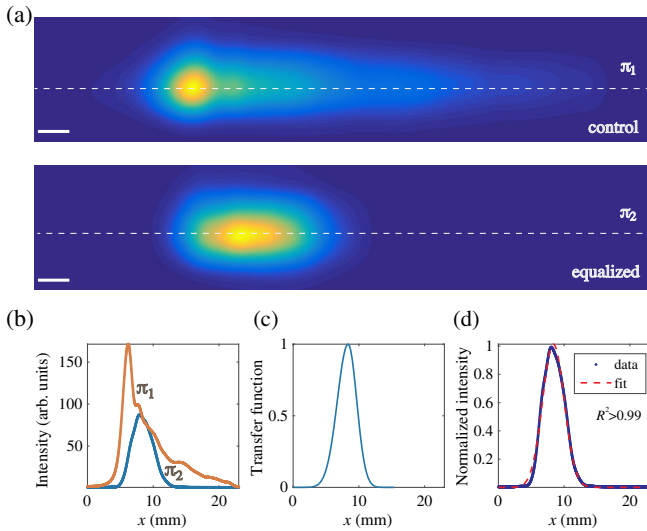 (a)
π1
control
π2
equalized
(b)
(c)
(d)
Intensity (arb. units)
150
100
50
0
π1
π2
0
10
20
x (mm)
Transfer function
1
0.5
0
0
10
20
x (mm)
Normalized intensity
1
0.8
0.6
0.4
0.2
data
fit
R²>0.99
0
10
20
x (mm)